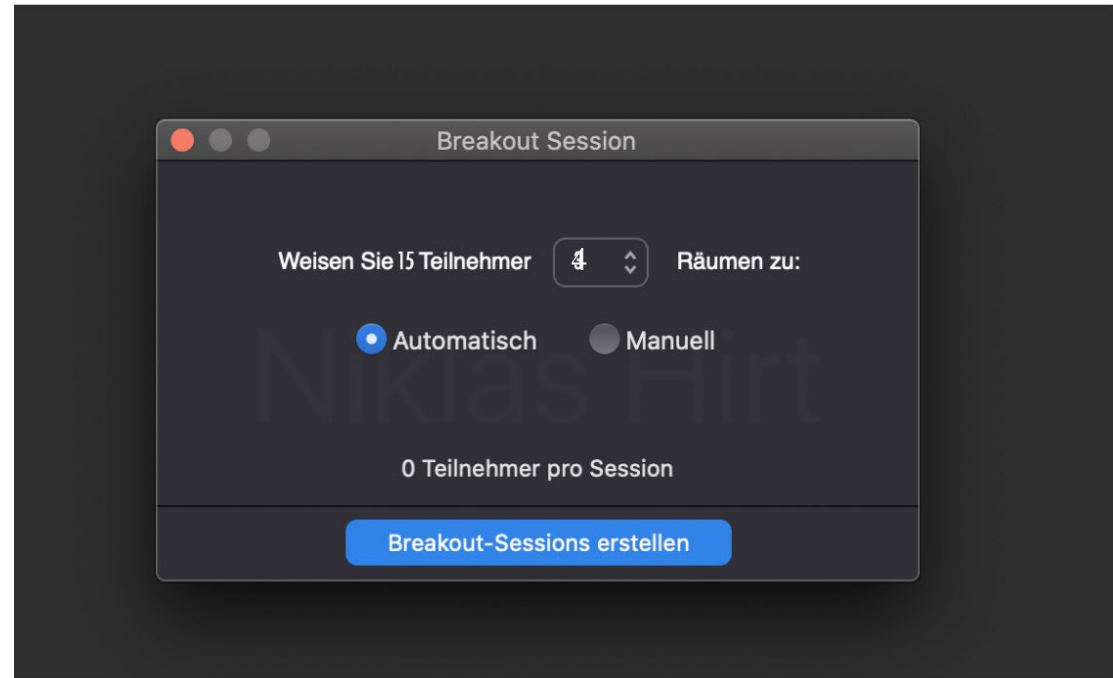 Breakout Session
Weisen Sie 15 Teilnehmer 4 Räumen zu:
Automatisch Manuell
Niklas Hirt
0 Teilnehmer pro Session
Breakout-Sessions erstellen